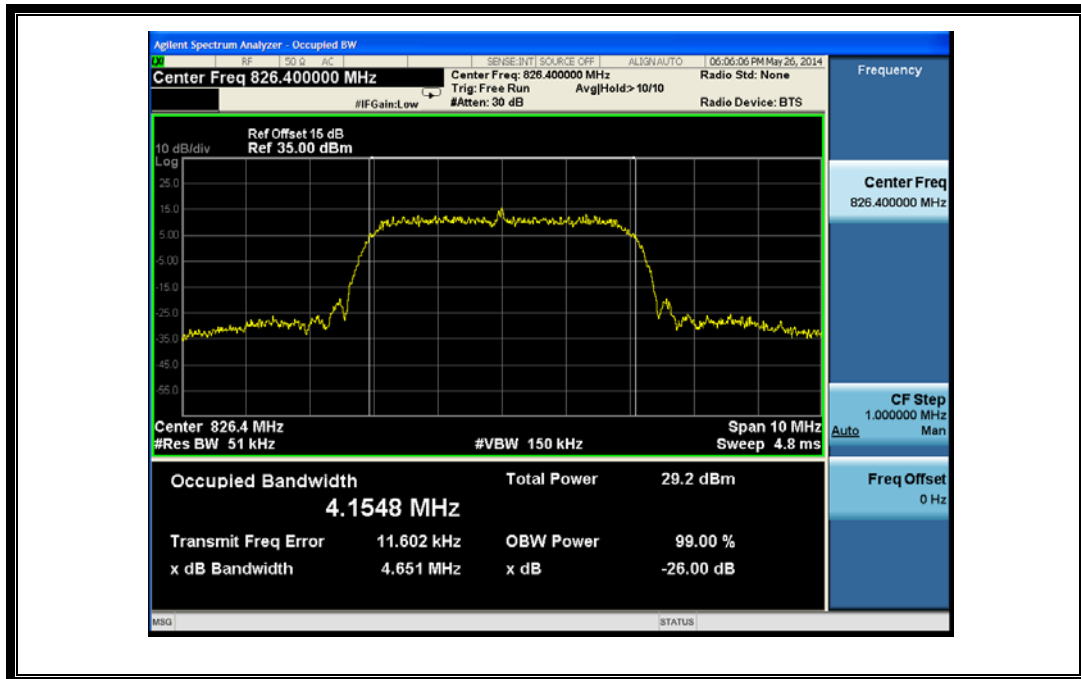 Agilent Spectrum Analyzer - Occupied BW
RF 50 Ω AC SENSE:INT SOURCE OFF ALIGN AUTO 06:06:06 PM May 26, 2014
Center Freq 826.400000 MHz
Center Freq: 826.400000 MHz
Radio Std: None
Trig: Free Run Avg|Hold:> 10/10
#IFGain:Low
#Atten: 30 dB
Radio Device: BTS
Ref Offset 15 dB
10 dB/div Ref 35.00 dBm
Log
25.0
15.0
5.00
-5.00
-15.0
-25.0
-35.0
-45.0
-55.0
Center 826.4 MHz Span 10 MHz
#Res BW 51 kHz #VBW 150 kHz Sweep 4.8 ms
Occupied Bandwidth Total Power 29.2 dBm
4.1548 MHz
Transmit Freq Error 11.602 kHz OBW Power 99.00 %
x dB Bandwidth 4.651 MHz x dB -26.00 dB
MSG STATUS
Frequency
Center Freq
826.400000 MHz
CF Step
1.000000 MHz
Auto Man
Freq Offset
0 Hz